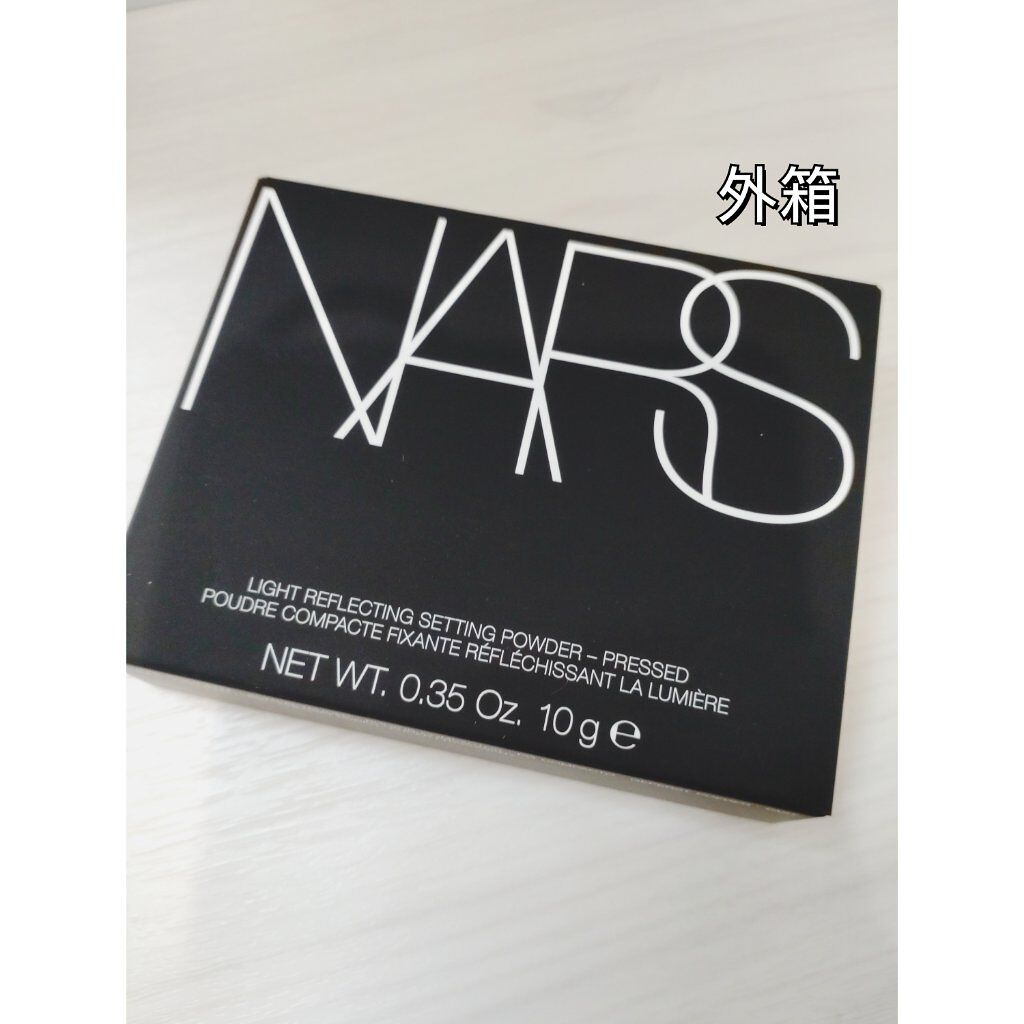 外箱
NARS
LIGHT REFLECTING SETTING POWDER – PRESSED
POUDRE COMPACTE FIXANTE RÉFLÉCHISSANT LA LUMIÈRE
NET WT. 0.35 Oz. 10 g ℮